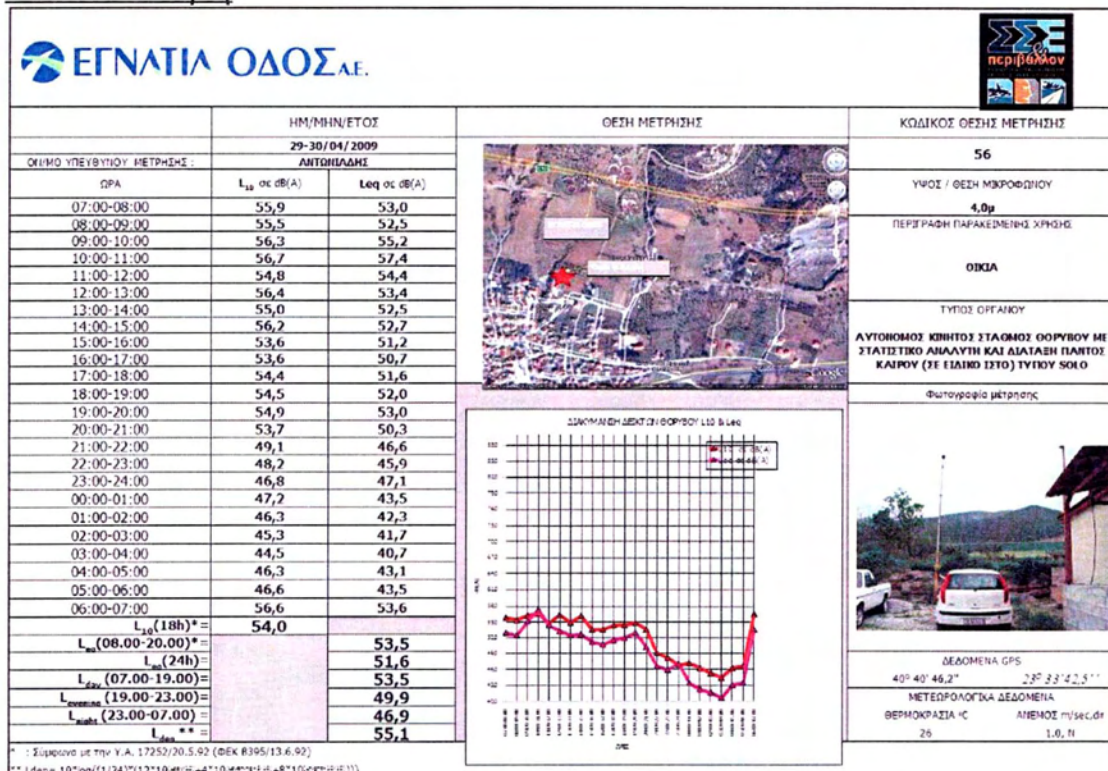 ΕΓΝΑΤΙΑ ΟΔΟΣ Α.Ε.
ΣΣΕ & περιβάλλον
ΗΜ/ΜΗΝ/ΕΤΟΣ
ΘΕΣΗ ΜΕΤΡΗΣΗΣ
ΚΩΔΙΚΟΣ ΘΕΣΗΣ ΜΕΤΡΗΣΗΣ
29-30/04/2009
56
ΟΝ/ΜΟ ΥΠΕΥΘΥΝΟΥ ΜΕΤΡΗΣΗΣ :
ΑΝΤΩΝΙΑΔΗΣ
ΩΡΑ L10 σε dB(A) Leq σε dB(A)
07:00-08:00 55,9 53,0
08:00-09:00 55,5 52,5
09:00-10:00 56,3 55,2
10:00-11:00 56,7 57,4
11:00-12:00 54,8 54,4
12:00-13:00 56,4 53,4
13:00-14:00 55,0 52,5
14:00-15:00 56,2 52,7
15:00-16:00 53,6 51,2
16:00-17:00 53,6 50,7
17:00-18:00 54,4 51,6
18:00-19:00 54,5 52,0
19:00-20:00 54,9 53,0
20:00-21:00 53,7 50,3
21:00-22:00 49,1 46,6
22:00-23:00 48,2 45,9
23:00-24:00 46,8 47,1
00:00-01:00 47,2 43,5
01:00-02:00 46,3 42,3
02:00-03:00 45,3 41,7
03:00-04:00 44,5 40,7
04:00-05:00 46,3 43,1
05:00-06:00 46,6 43,5
06:00-07:00 56,6 53,6
L10(18h)* = 54,0
Leq(08.00-20.00)* = 53,5
Leq(24h)= 51,6
Lday (07.00-19.00)= 53,5
Levening (19.00-23.00)= 49,9
Lnight (23.00-07.00) = 46,9
Lden ** = 55,1
* : Σύμφωνα με την Υ.Α. 17252/20.5.92 (ΦΕΚ Β395/13.6.92)
Google
ΔΙΑΚΥΜΑΝΣΗ ΔΕΙΚΤΩΝ ΘΟΡΥΒΟΥ L10 & Leq
ΥΨΟΣ / ΘΕΣΗ ΜΙΚΡΟΦΩΝΟΥ
4,0μ
ΠΕΡΙΓΡΑΦΗ ΠΑΡΑΚΕΙΜΕΝΗΣ ΧΡΗΣΗΣ
ΟΙΚΙΑ
ΤΥΠΟΣ ΟΡΓΑΝΟΥ
ΑΥΤΟΝΟΜΟΣ ΚΙΝΗΤΟΣ ΣΤΑΘΜΟΣ ΘΟΡΥΒΟΥ ΜΕ
ΣΤΑΤΙΣΤΙΚΟ ΑΝΑΛΥΤΗ ΚΑΙ ΔΙΑΤΑΞΗ ΠΑΝΤΟΣ
ΚΑΙΡΟΥ (ΣΕ ΕΙΔΙΚΟ ΙΣΤΟ) ΤΥΠΟΥ SOLO
Φωτογραφία μέτρησης
ΔΕΔΟΜΕΝΑ GPS
40º 40' 46,2'' 23º 33'42,5''
ΜΕΤΕΩΡΟΛΟΓΙΚΑ ΔΕΔΟΜΕΝΑ
ΘΕΡΜΟΚΡΑΣΙΑ ºC ΑΝΕΜΟΣ m/sec,dir
26 1.0, N